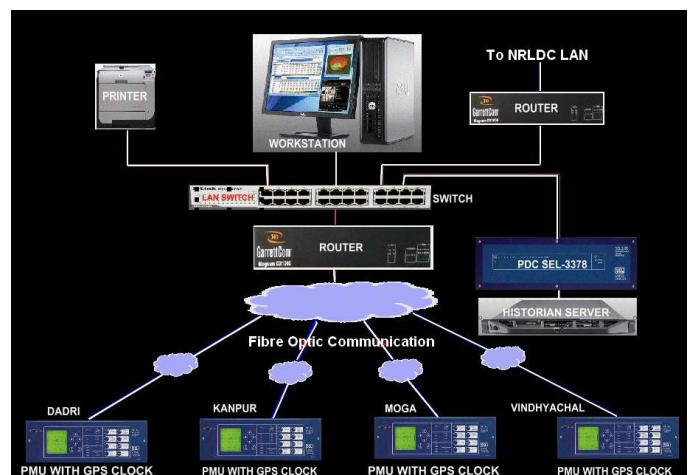 To NRLDC LAN
PRINTER
ROUTER
GarrettCom
WORKSTATION
LAN SWITCH
SWITCH
ROUTER
GarrettCom
PDC SEL-3378
HISTORIAN SERVER
Fibre Optic Communication
DADRI
KANPUR
MOGA
VINDHYACHAL
PMU WITH GPS CLOCK
PMU WITH GPS CLOCK
PMU WITH GPS CLOCK
PMU WITH GPS CLOCK